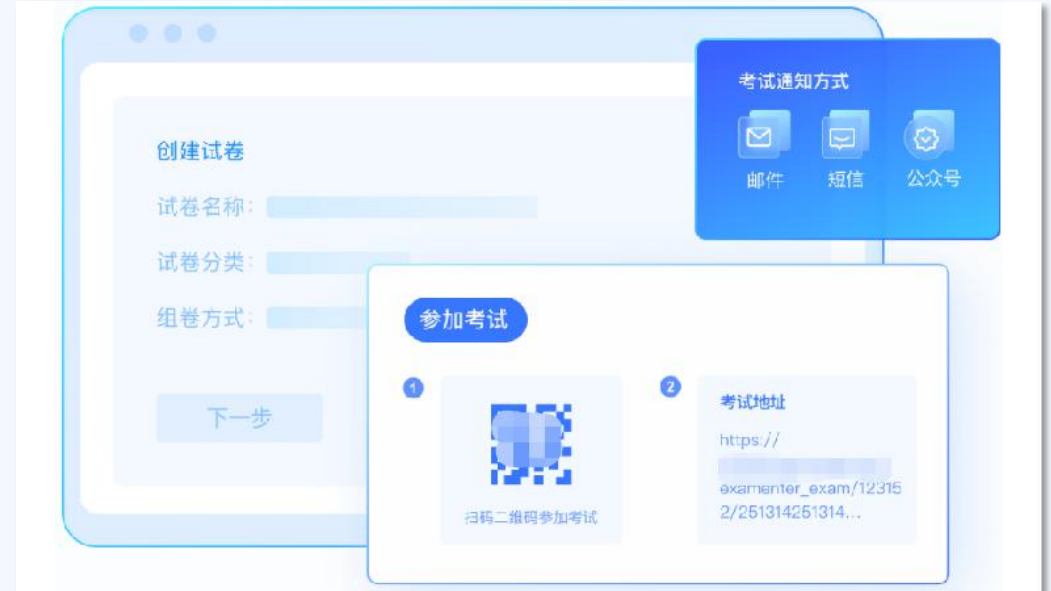 考试通知方式
邮件 短信 公众号
创建试卷
试卷名称:
试卷分类:
组卷方式:
下一步
参加考试
1
扫码二维码参加考试
2
考试地址
https://
examenter_exam/12315
2/251314251314...